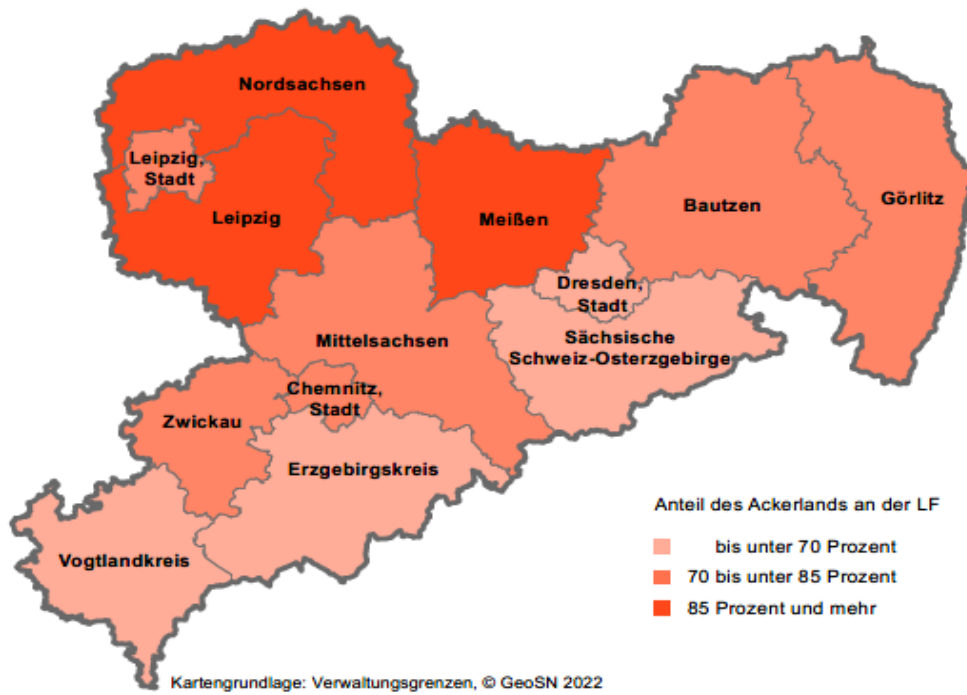 Nordsachsen
Leipzig,
Stadt
Leipzig
Meißen
Bautzen
Görlitz
Dresden,
Stadt
Mittelsachsen
Sächsische
Schweiz-Osterzgebirge
Chemnitz,
Stadt
Zwickau
Erzgebirgskreis
Vogtlandkreis
Anteil des Ackerlands an der LF
bis unter 70 Prozent
70 bis unter 85 Prozent
85 Prozent und mehr
Kartengrundlage: Verwaltungsgrenzen, © GeoSN 2022